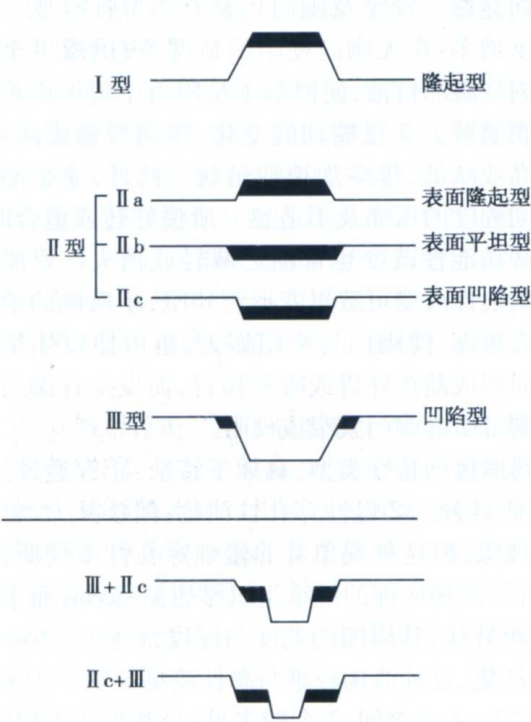 Ⅰ型 隆起型
Ⅱa 表面隆起型
Ⅱ型 Ⅱb 表面平坦型
Ⅱc 表面凹陷型
Ⅲ型 凹陷型
Ⅲ+Ⅱc
Ⅱc+Ⅲ